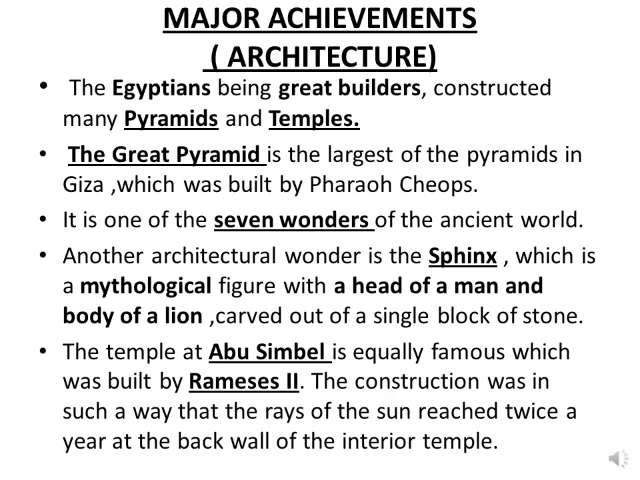 MAJOR ACHIEVEMENTS
( ARCHITECTURE)
• The Egyptians being great builders, constructed
many Pyramids and Temples.
• The Great Pyramid is the largest of the pyramids in
Giza ,which was built by Pharaoh Cheops.
• It is one of the seven wonders of the ancient world.
• Another architectural wonder is the Sphinx , which is
a mythological figure with a head of a man and
body of a lion ,carved out of a single block of stone.
• The temple at Abu Simbel is equally famous which
was built by Rameses II. The construction was in
such a way that the rays of the sun reached twice a
year at the back wall of the interior temple.